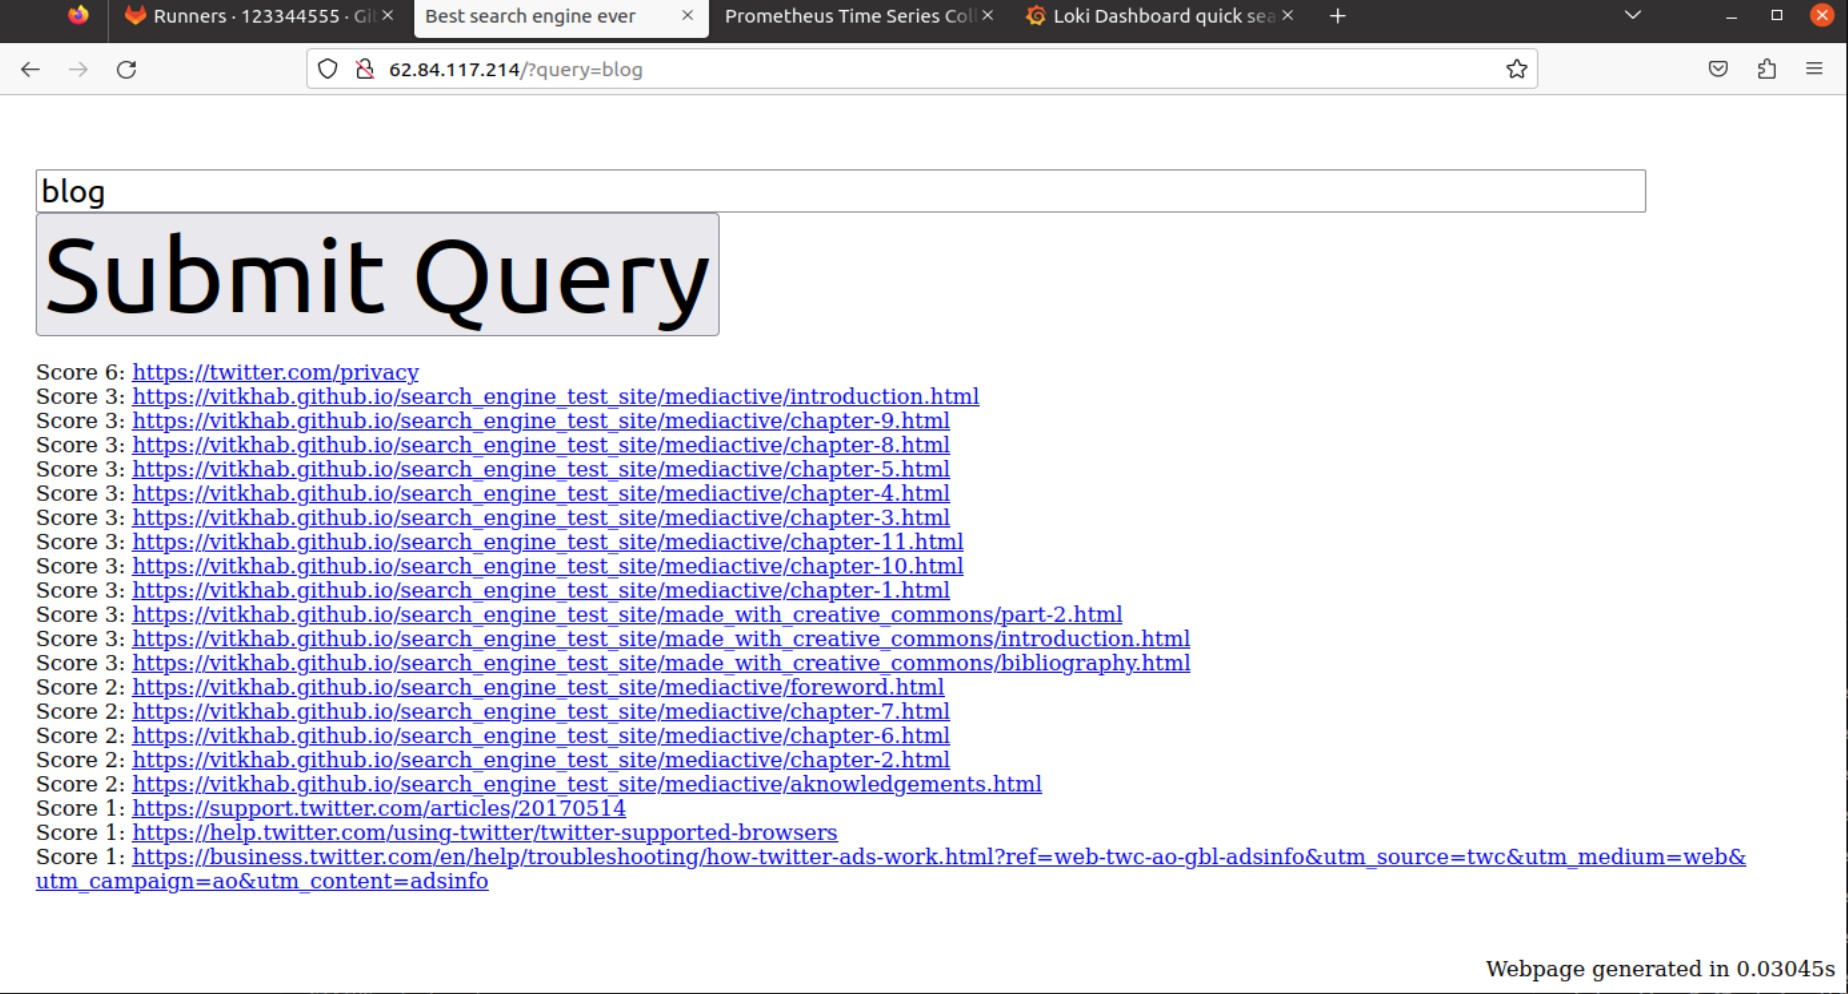 Runners · 123344555 · Gi
Best search engine ever
Prometheus Time Series Col
Loki Dashboard quick sea
62.84.117.214/?query=blog
blog
Submit Query
Score 6: https://twitter.com/privacy
Score 3: https://vitkhab.github.io/search_engine_test_site/mediactive/introduction.html
Score 3: https://vitkhab.github.io/search_engine_test_site/mediactive/chapter-9.html
Score 3: https://vitkhab.github.io/search_engine_test_site/mediactive/chapter-8.html
Score 3: https://vitkhab.github.io/search_engine_test_site/mediactive/chapter-5.html
Score 3: https://vitkhab.github.io/search_engine_test_site/mediactive/chapter-4.html
Score 3: https://vitkhab.github.io/search_engine_test_site/mediactive/chapter-3.html
Score 3: https://vitkhab.github.io/search_engine_test_site/mediactive/chapter-11.html
Score 3: https://vitkhab.github.io/search_engine_test_site/mediactive/chapter-10.html
Score 3: https://vitkhab.github.io/search_engine_test_site/mediactive/chapter-1.html
Score 3: https://vitkhab.github.io/search_engine_test_site/made_with_creative_commons/part-2.html
Score 3: https://vitkhab.github.io/search_engine_test_site/made_with_creative_commons/introduction.html
Score 3: https://vitkhab.github.io/search_engine_test_site/made_with_creative_commons/bibliography.html
Score 2: https://vitkhab.github.io/search_engine_test_site/mediactive/foreword.html
Score 2: https://vitkhab.github.io/search_engine_test_site/mediactive/chapter-7.html
Score 2: https://vitkhab.github.io/search_engine_test_site/mediactive/chapter-6.html
Score 2: https://vitkhab.github.io/search_engine_test_site/mediactive/chapter-2.html
Score 2: https://vitkhab.github.io/search_engine_test_site/mediactive/aknowledgements.html
Score 1: https://support.twitter.com/articles/20170514
Score 1: https://help.twitter.com/using-twitter/twitter-supported-browsers
Score 1: https://business.twitter.com/en/help/troubleshooting/how-twitter-ads-work.html?ref=web-twc-ao-gbl-adsinfo&utm_source=twc&utm_medium=web&
utm_campaign=ao&utm_content=adsinfo
Webpage generated in 0.03045s